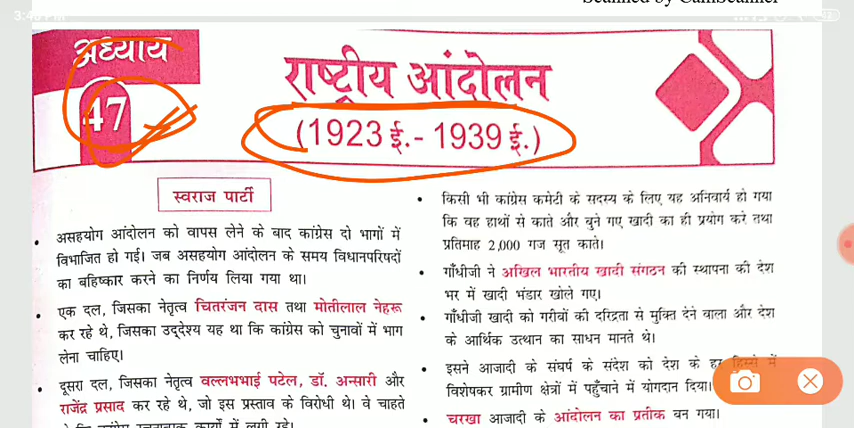 3:40 PM
अध्याय
47
राष्ट्रीय आंदोलन
(1923 ई.- 1939 ई.)
स्वराज पार्टी
• असहयोग आंदोलन को वापस लेने के बाद कांग्रेस दो भागों में
विभाजित हो गई। जब असहयोग आंदोलन के समय विधानपरिषदों
का बहिष्कार करने का निर्णय लिया गया था।
• एक दल, जिसका नेतृत्व चितरंजन दास तथा मोतीलाल नेहरू
कर रहे थे, जिसका उद्देश्य यह था कि कांग्रेस को चुनावों में भाग
लेना चाहिए।
• दूसरा दल, जिसका नेतृत्व वल्लभभाई पटेल, डॉ. अन्सारी और
राजेंद्र प्रसाद कर रहे थे, जो इस प्रस्ताव के विरोधी थे। वे चाहते
• किसी भी कांग्रेस कमेटी के सदस्य के लिए यह अनिवार्य हो गया
कि वह हाथों से काते और बुने गए खादी का ही प्रयोग करे तथा
प्रतिमाह 2,000 गज सूत काते।
• गाँधीजी ने अखिल भारतीय खादी संगठन की स्थापना की देश
भर में खादी भंडार खोले गए।
• गाँधीजी खादी को गरीबों की दरिद्रता से मुक्ति देने वाला और देश
के आर्थिक उत्थान का साधन मानते थे।
• इसने आजादी के संघर्ष के संदेश को देश के हर हिस्से में
विशेषकर ग्रामीण क्षेत्रों में पहुँचाने में योगदान दिया।
• चरखा आजादी के आंदोलन का प्रतीक बन गया।